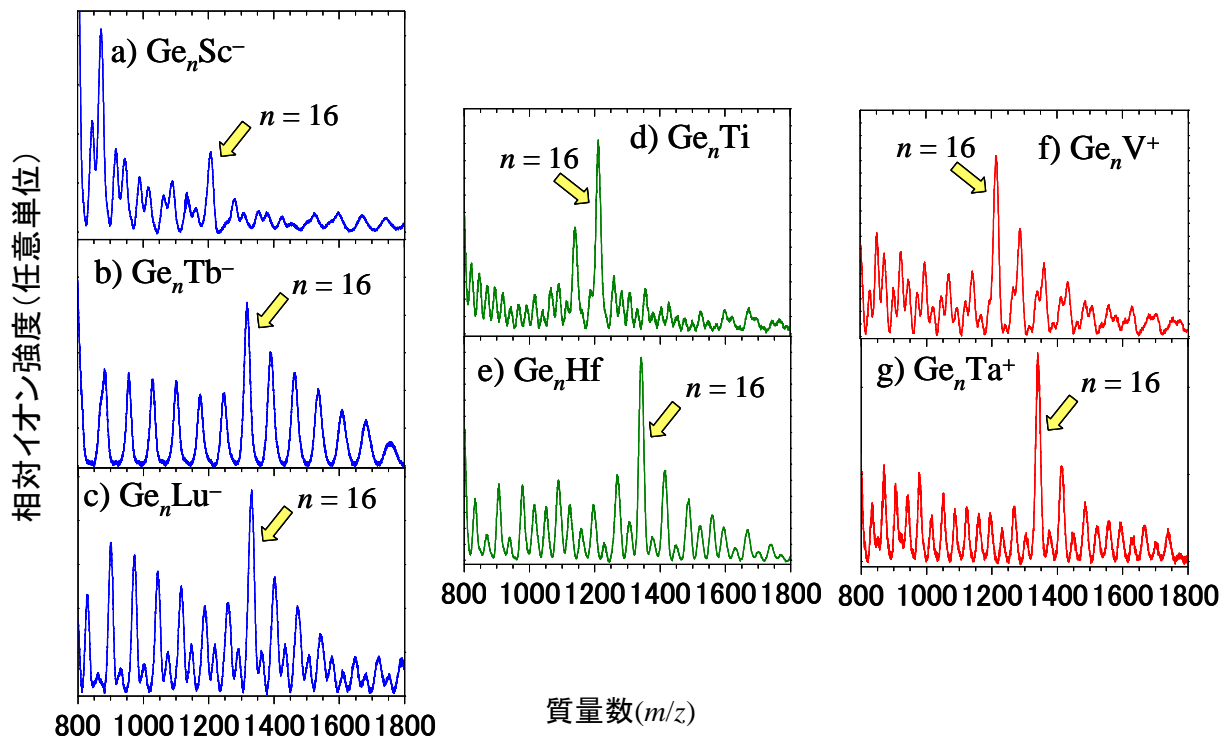 相対イオン強度(任意単位)
a) GenSc–
n = 16
b) GenTb–
n = 16
c) GenLu–
n = 16
800 1000 1200 1400 1600 1800
d) GenTi
n = 16
e) GenHf
n = 16
800 1000 1200 1400 1600 1800
f) GenV+
n = 16
g) GenTa+
n = 16
800 1000 1200 1400 1600 1800
質量数(m/z)